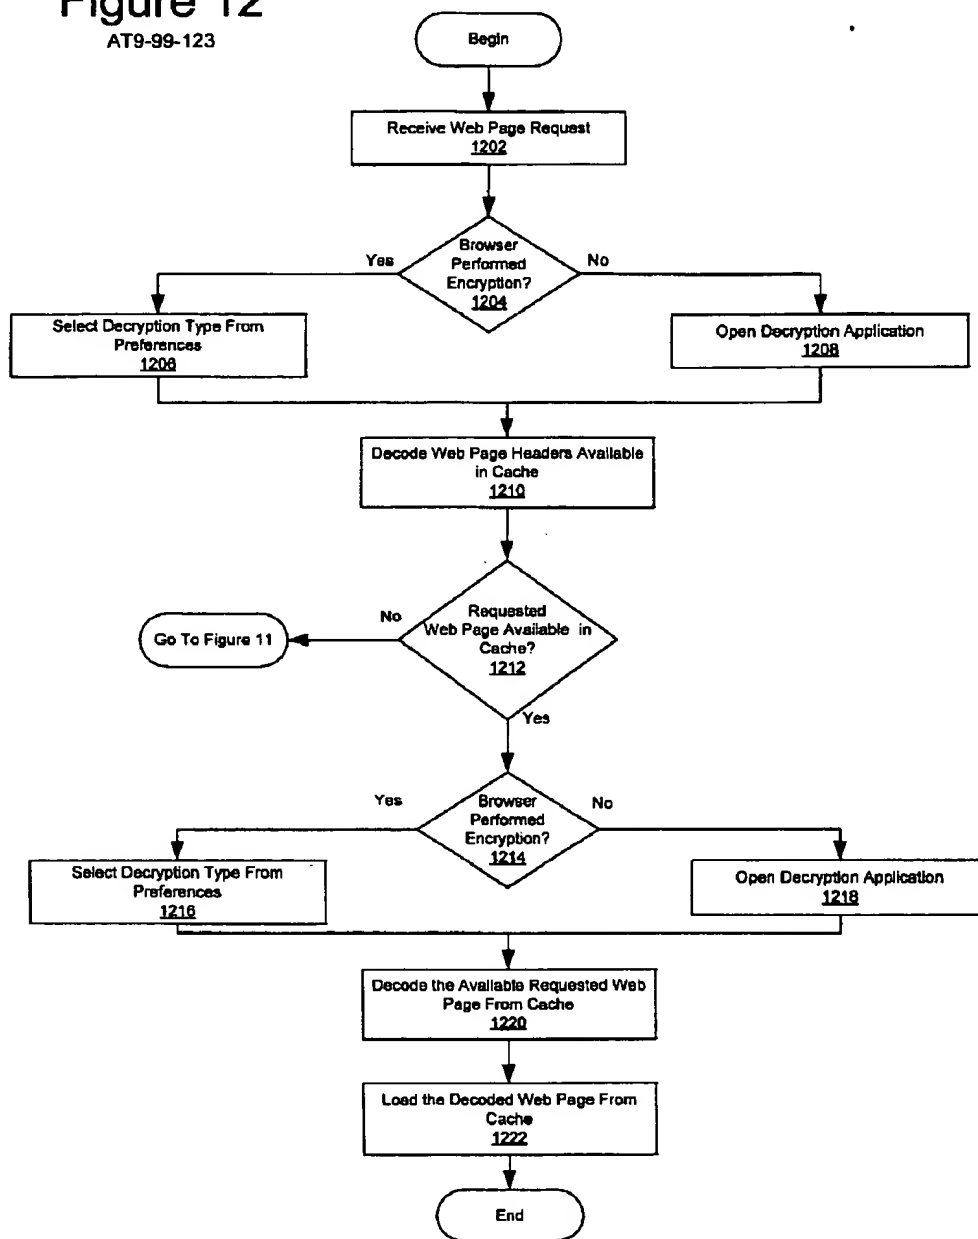 Figure 12
AT9-99-123
Begin
Receive Web Page Request
1202
Browser
Performed
Encryption?
1204
Yes
No
Select Decryption Type From
Preferences
1206
Open Decryption Application
1208
Decode Web Page Headers Available
in Cache
1210
Requested
Web Page Available in
Cache?
1212
No
Go To Figure 11
Yes
Browser
Performed
Encryption?
1214
Yes
No
Select Decryption Type From
Preferences
1216
Open Decryption Application
1218
Decode the Available Requested Web
Page From Cache
1220
Load the Decoded Web Page From
Cache
1222
End